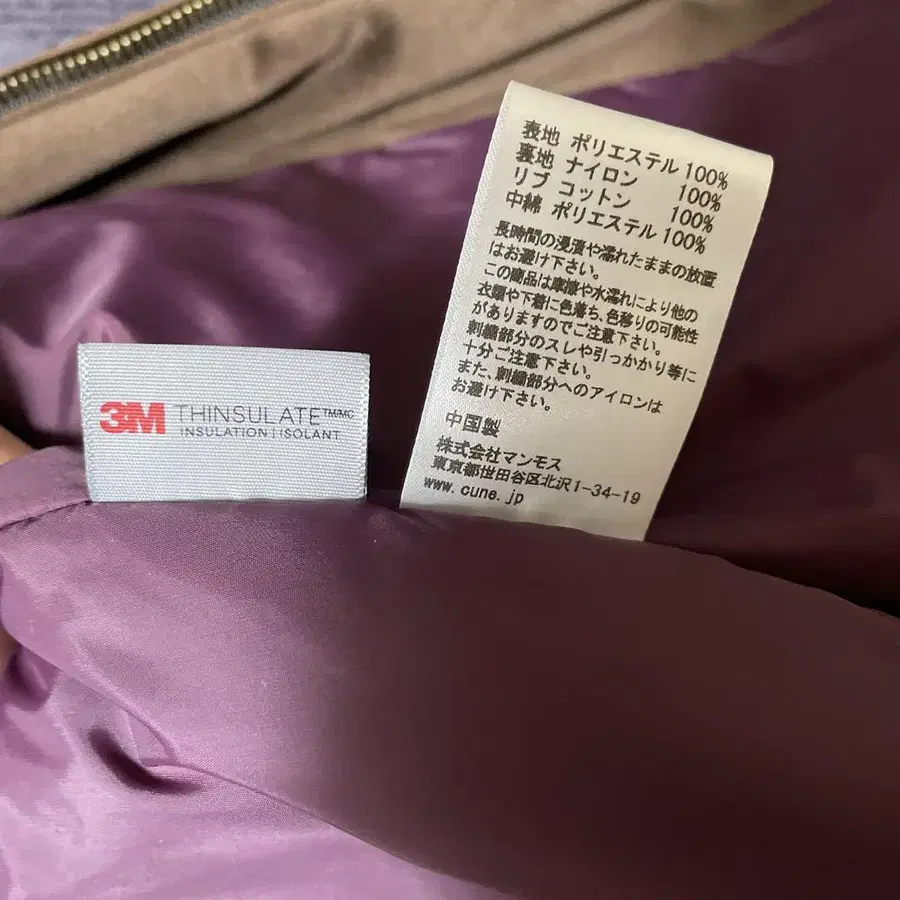 3M THINSULATE™/MC
INSULATION | ISOLANT
表地 ポリエステル 100%
裏地 ナイロン 100%
リブ コットン 100%
中綿 ポリエステル 100%
長時間の浸漬や濡れたままの放置
はお避け下さい。
この商品は摩擦や水濡れにより他の
衣類や下着に色落ち、色移りの可能性
がありますのでご注意下さい。
刺繍部分のスレや引っかかり等に
十分ご注意下さい。
また、刺繍部分へのアイロンは
お避け下さい。
中国製
株式会社マンモス
東京都世田谷区北沢1-34-19
www.cune.jp